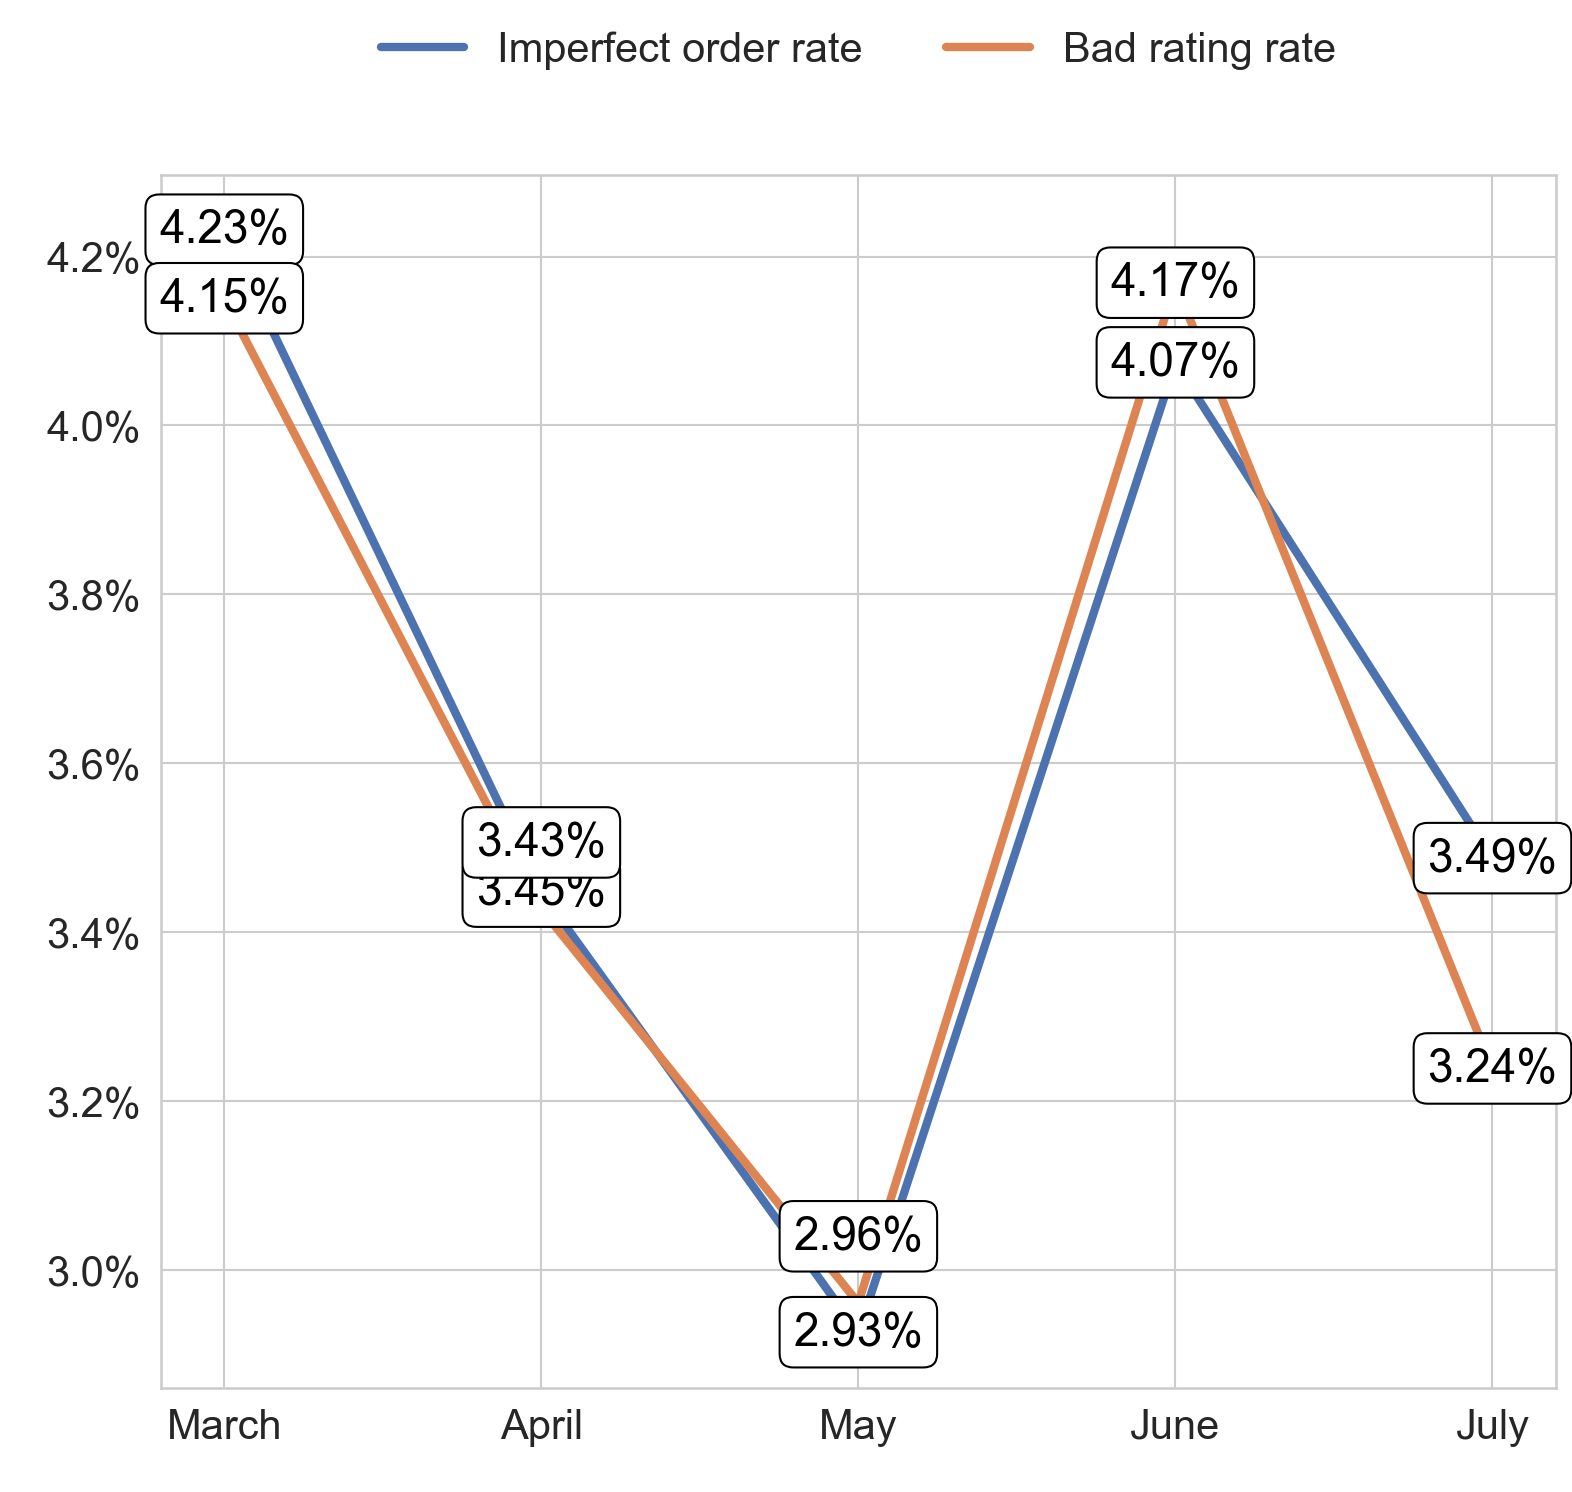 Imperfect order rate
Bad rating rate
4.23%
4.2%
4.15%
4.17%
4.07%
4.0%
3.8%
3.6%
3.43%
3.45%
3.49%
3.4%
3.24%
3.2%
2.96%
3.0%
2.93%
March
April
May
June
July